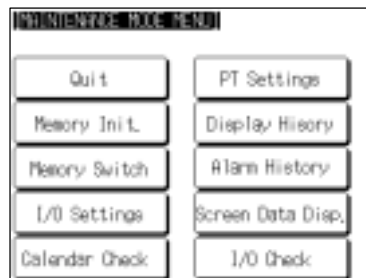 [MAINTENANCE MODE MENU]
Quit
PT Settings
Memory Init.
Display Hisory
Memory Switch
Alarm History
I/O Settings
Screen Data Disp.
Calendar Check
I/O Check